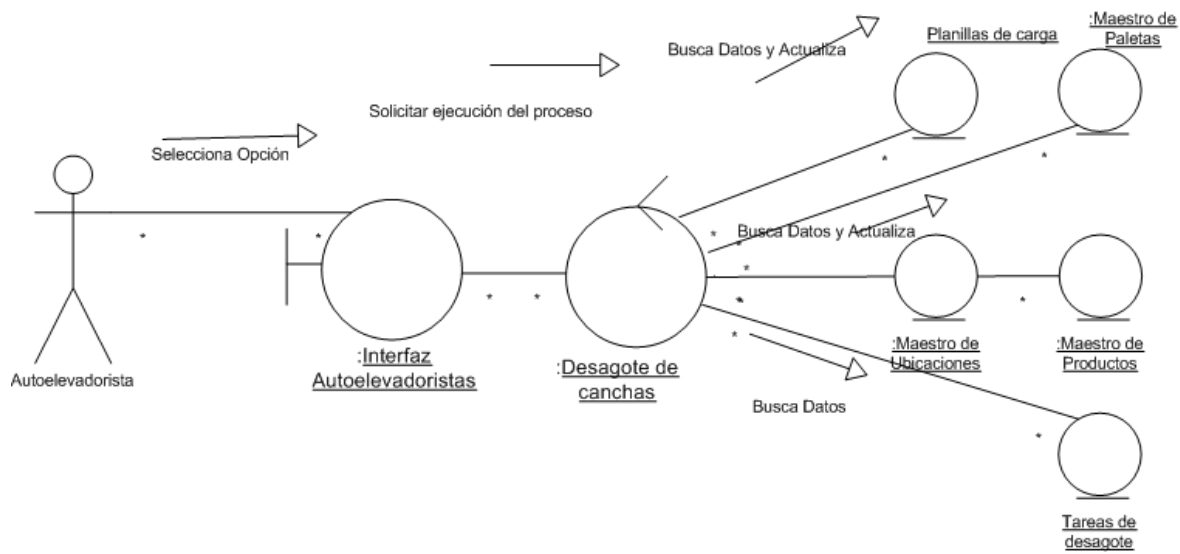 :Maestro de
Paletas
Planillas de carga
Busca Datos y Actualiza
Solicitar ejecución del proceso
Selecciona Opción
* * * *
Busca Datos y Actualiza
* * * * * * * *
:Maestro de
Ubicaciones
:Maestro de
Productos
:Interfaz
Autoelevadoristas
:Desagote de
canchas
Autoelevadorista
Busca Datos
*
Tareas de
desagote